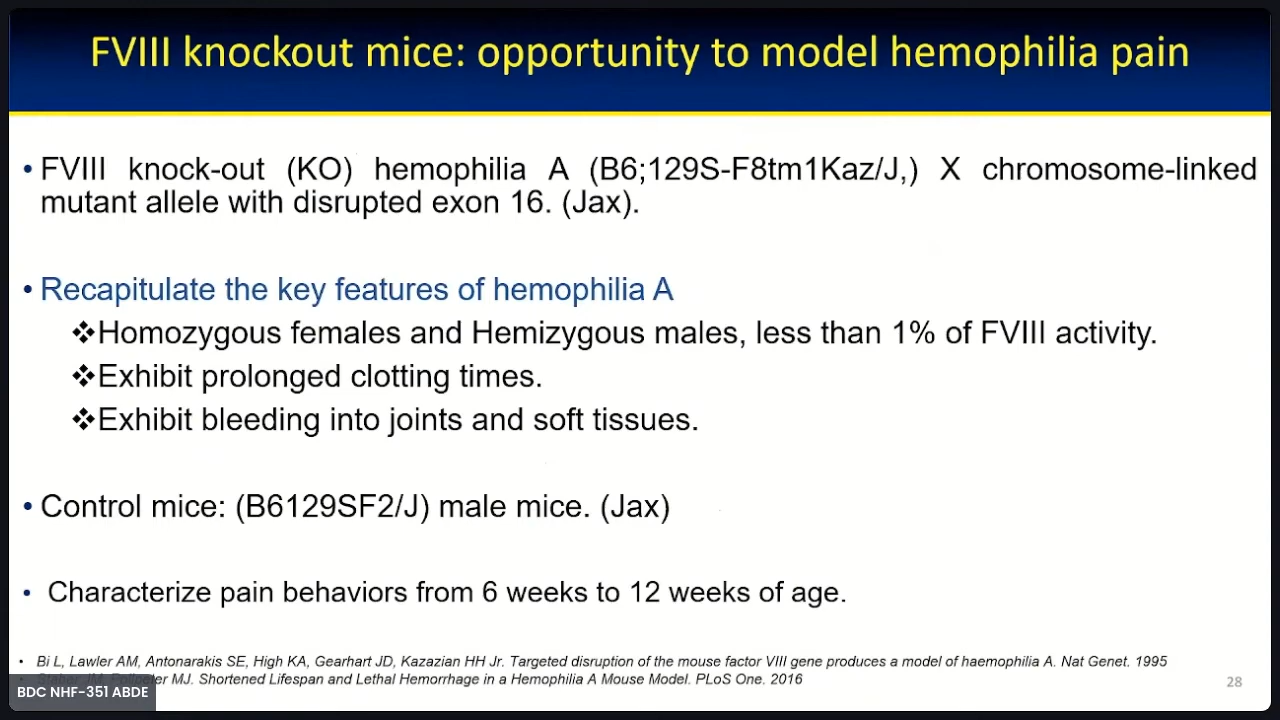 FVIII knockout mice: opportunity to model hemophilia pain
• FVIII knock-out (KO) hemophilia A (B6;129S-F8tm1Kaz/J,) X chromosome-linked
mutant allele with disrupted exon 16. (Jax).
• Recapitulate the key features of hemophilia A
❖Homozygous females and Hemizygous males, less than 1% of FVIII activity.
❖Exhibit prolonged clotting times.
❖Exhibit bleeding into joints and soft tissues.
• Control mice: (B6129SF2/J) male mice. (Jax)
• Characterize pain behaviors from 6 weeks to 12 weeks of age.
• Bi L, Lawler AM, Antonarakis SE, High KA, Gearhart JD, Kazazian HH Jr. Targeted disruption of the mouse factor VIII gene produces a model of haemophilia A. Nat Genet. 1995
MJ. Shortened Lifespan and Lethal Hemorrhage in a Hemophilia A Mouse Model. PLoS One. 2016
BDC NHF-351 ABDE
28